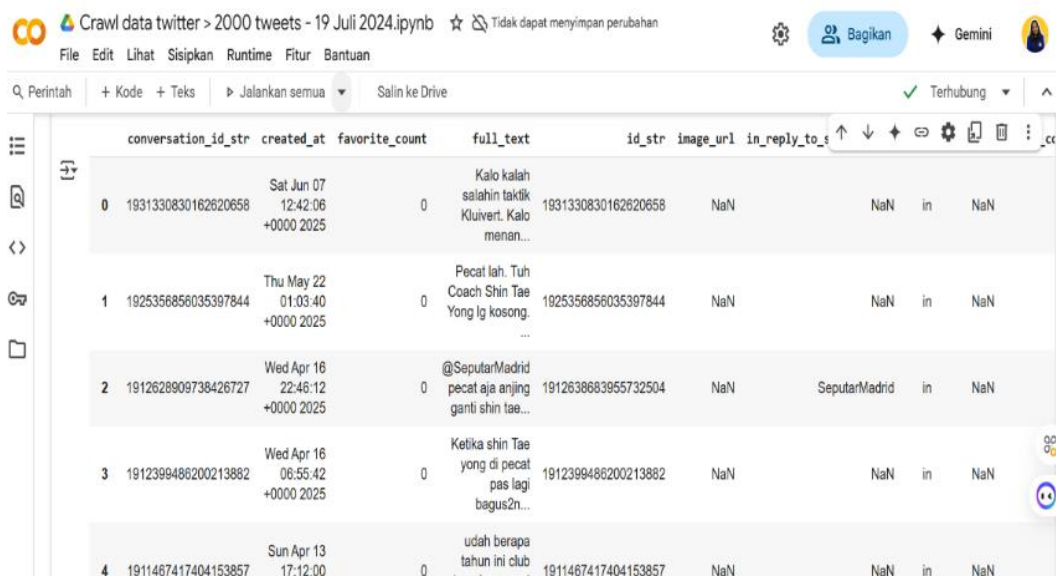 Crawl data twitter > 2000 tweets - 19 Juli 2024.ipynb Tidak dapat menyimpan perubahan
Bagikan Gemini
File Edit Lihat Sisipkan Runtime Fitur Bantuan
Perintah + Kode + Teks Jalankan semua Salin ke Drive Terhubung
conversation_id_str created_at favorite_count full_text id_str image_url in_reply_to_s
0 1931330830162620658 Sat Jun 07 12:42:06 +0000 2025 0 Kalo kalah salahin taktik Kluivert. Kalo menan... 1931330830162620658 NaN NaN in NaN
1 1925356856035397844 Thu May 22 01:03:40 +0000 2025 0 Pecat lah. Tuh Coach Shin Tae Yong lg kosong. ... 1925356856035397844 NaN NaN in NaN
2 1912628909738426727 Wed Apr 16 22:46:12 +0000 2025 0 @SeputarMadrid pecat aja anjing ganti shin tae... 1912638683955732504 NaN SeputarMadrid in NaN
3 1912399486200213882 Wed Apr 16 06:55:42 +0000 2025 0 Ketika shin Tae yong di pecat pas lagi bagus2n... 1912399486200213882 NaN NaN in NaN
4 1911467417404153857 Sun Apr 13 17:12:00 0 udah berapa tahun ini club 1911467417404153857 NaN NaN in NaN